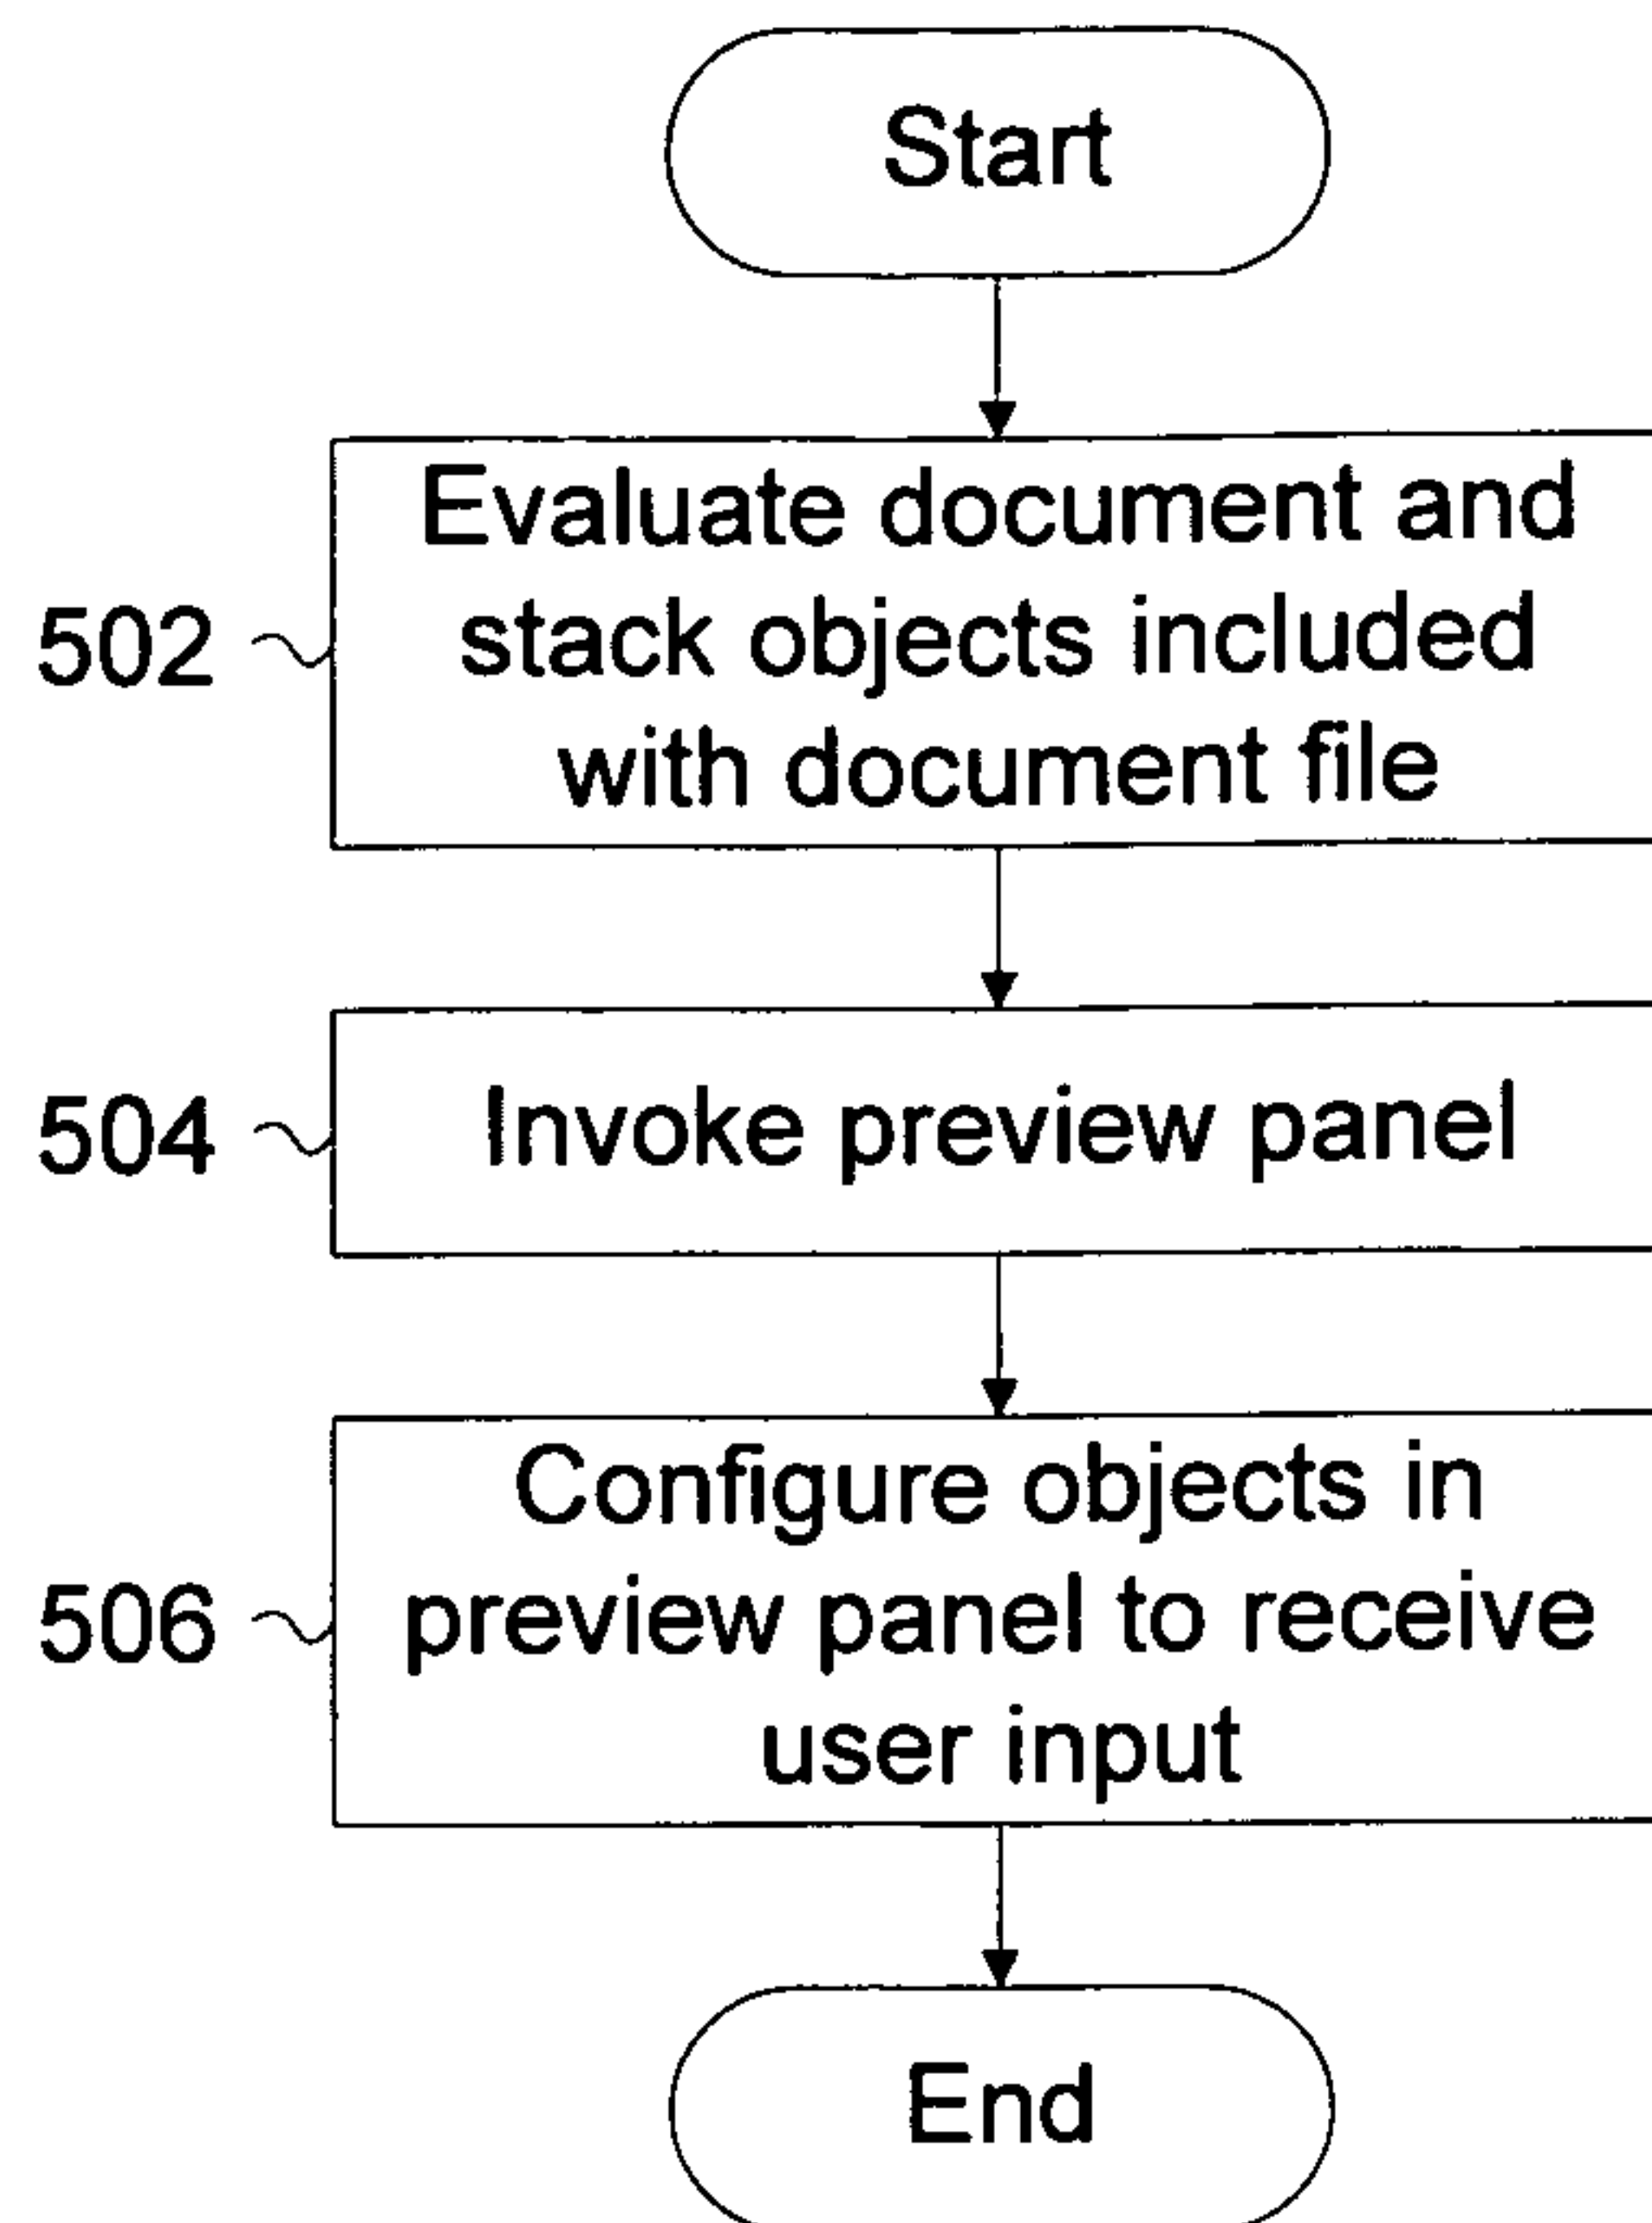 Start
Evaluate document and
stack objects included
with document file
502
Invoke preview panel
504
Configure objects in
preview panel to receive
user input
506
End